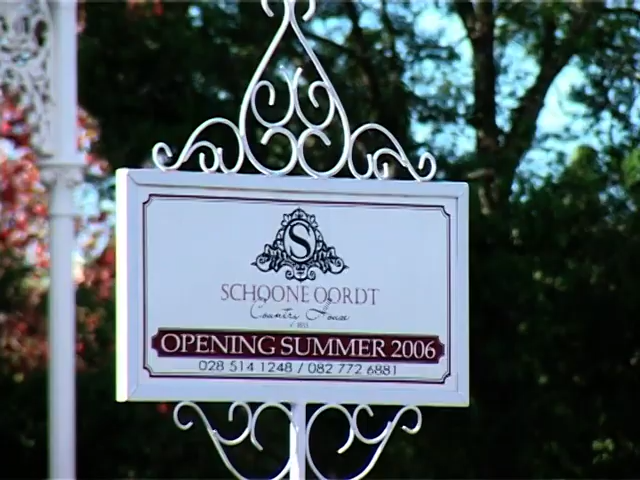 S
SCHOONE OORDT
Country House
OPENING SUMMER 2006
028 514 1248 / 082 772 6881